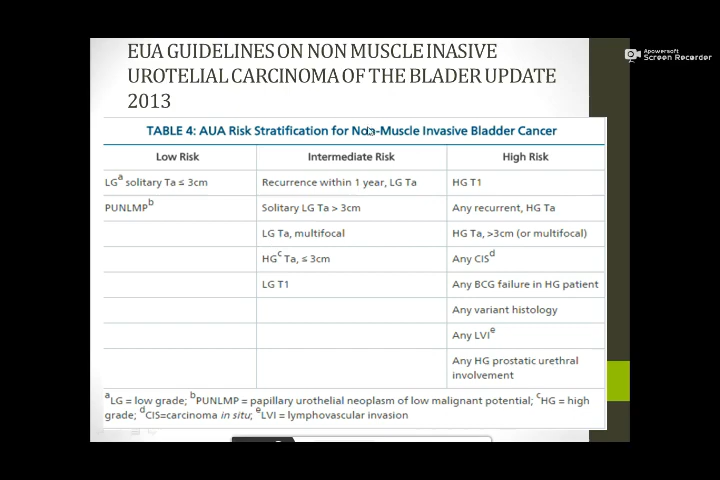 EUA GUIDELINES ON NON MUSCLE INASIVE
UROTELIAL CARCINOMA OF THE BLADER UPDATE
2013
Apowersoft
Screen Recorder
TABLE 4: AUA Risk Stratification for Non-Muscle Invasive Bladder Cancer
Low Risk Intermediate Risk High Risk
LGa solitary Ta ≤ 3cm Recurrence within 1 year, LG Ta HG T1
PUNLMPb Solitary LG Ta > 3cm Any recurrent, HG Ta
LG Ta, multifocal HG Ta, >3cm (or multifocal)
HGc Ta, ≤ 3cm Any CISd
LG T1 Any BCG failure in HG patient
Any variant histology
Any LVIe
Any HG prostatic urethral
involvement
aLG = low grade; bPUNLMP = papillary urothelial neoplasm of low malignant potential; cHG = high
grade; dCIS=carcinoma in situ; eLVI = lymphovascular invasion